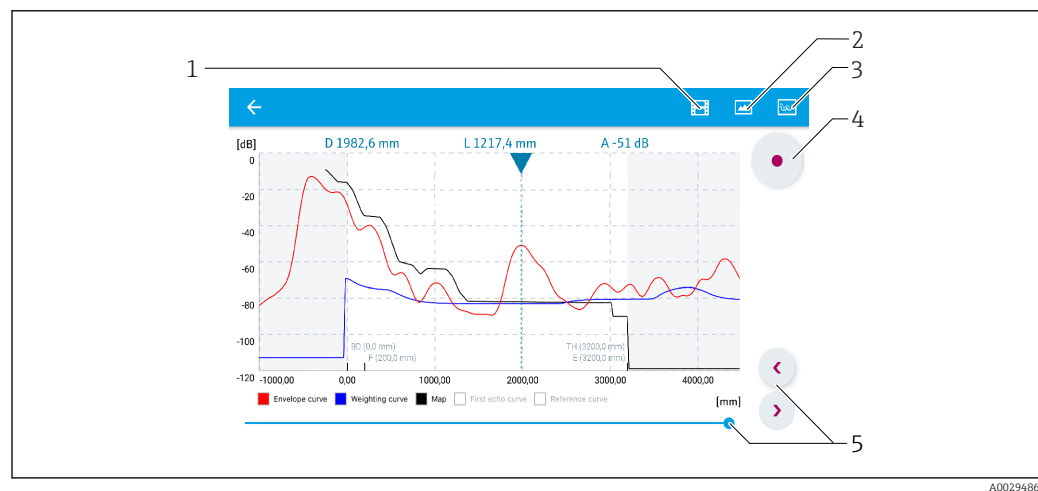 1
2
3
4
[dB] D 1982,6 mm L 1217,4 mm A -51 dB
0
-20
-40
-60
-80
-100
BD (0,0 mm) TH (3200,0 mm)
F (200,0 mm) E (3200,0 mm)
-120 -1000,00 0,00 1000,00 2000,00 3000,00 4000,00
Envelope curve Weighting curve Map First echo curve Reference curve [mm]
5
A0029486